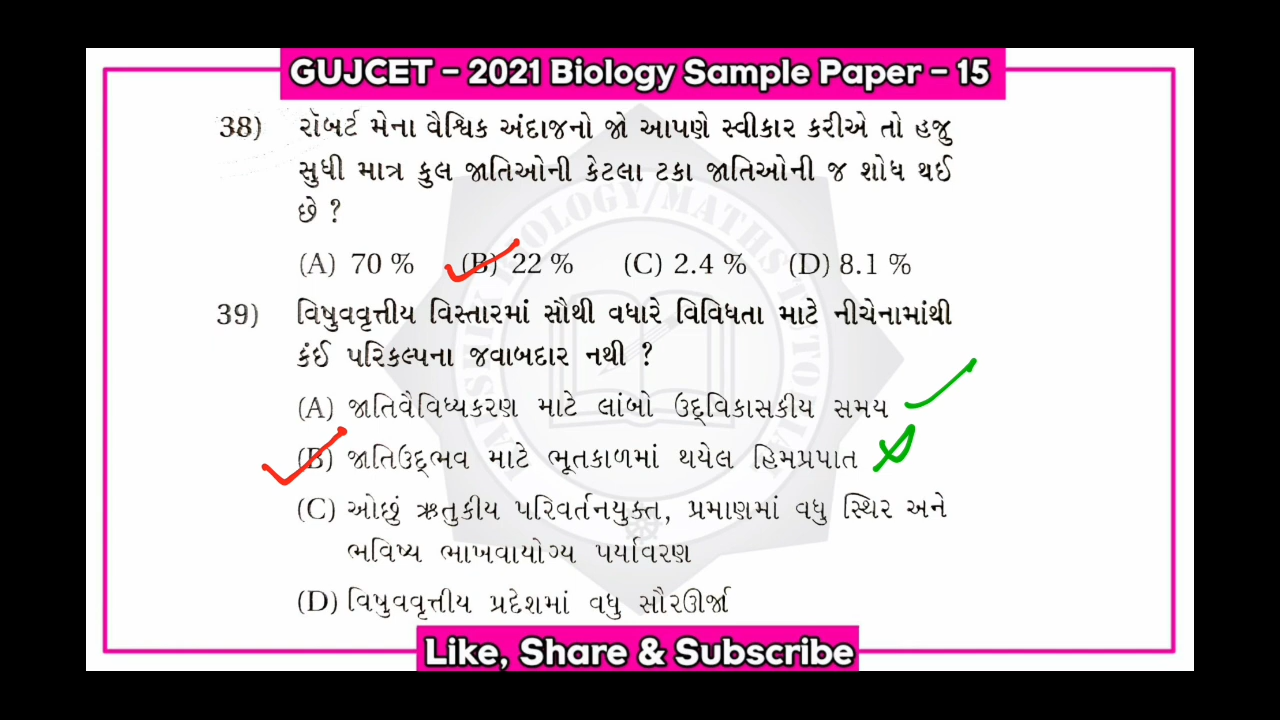 GUJCET – 2021 Biology Sample Paper – 15
38) રૉબર્ટ મેના વૈશ્વિક અંદાજનો જો આપણે સ્વીકાર કરીએ તો હજુ
સુધી માત્ર કુલ જાતિઓની કેટલા ટકા જાતિઓની જ શોધ થઈ
છે ?
(A) 70 % (B) 22 % (C) 2.4 % (D) 8.1 %
39) વિષુવવૃત્તીય વિસ્તારમાં સૌથી વધારે વિવિધતા માટે નીચેનામાંથી
કંઈ પરિકલ્પના જવાબદાર નથી ?
(A) જાતિવૈવિધ્યકરણ માટે લાંબો ઉદ્‌વિકાસકીય સમય
(B) જાતિઉદ્‌ભવ માટે ભૂતકાળમાં થયેલ હિમપ્રપાત
(C) ઓછું ઋતુકીય પરિવર્તનયુક્ત, પ્રમાણમાં વધુ સ્થિર અને
ભવિષ્ય ભાખવાયોગ્ય પર્યાવરણ
(D) વિષુવવૃત્તીય પ્રદેશમાં વધુ સૌરઊર્જા
Like, Share & Subscribe